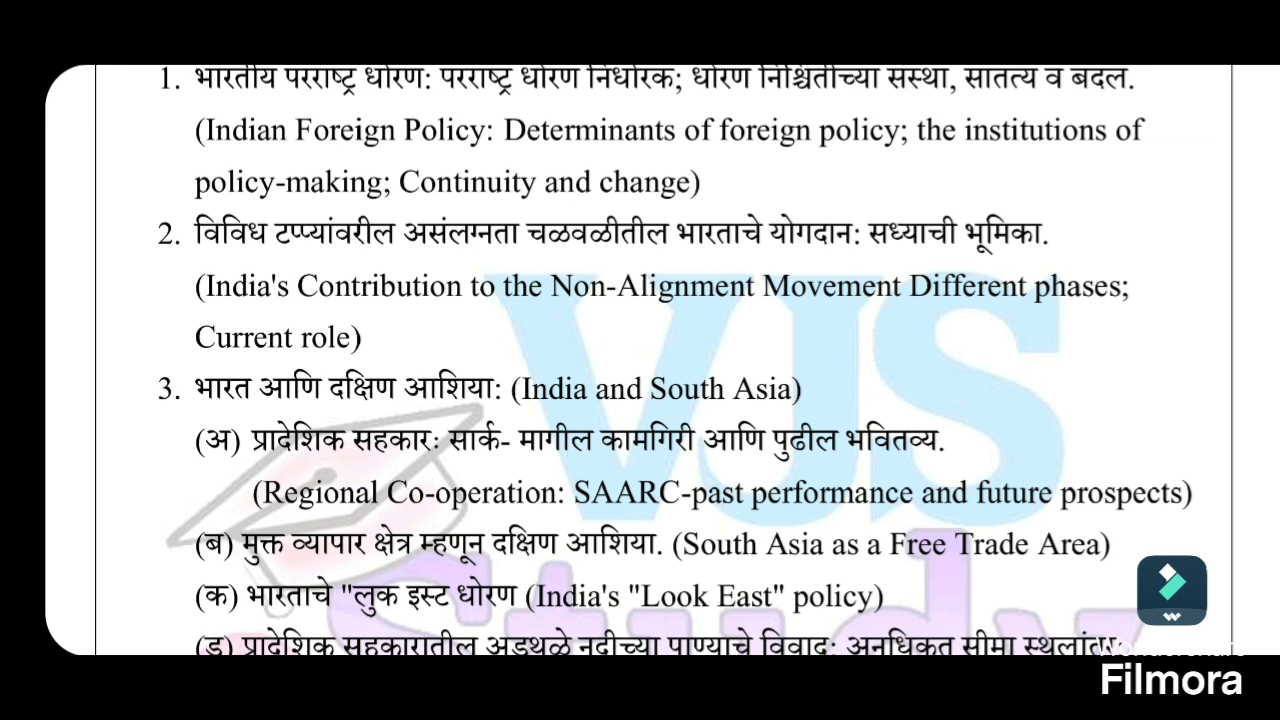 1. भारतीय परराष्ट्र धोरण: परराष्ट्र धोरण निर्धारक; धोरण निश्चितीच्या संस्था, सातत्य व बदल.
(Indian Foreign Policy: Determinants of foreign policy; the institutions of
policy-making; Continuity and change)
2. विविध टप्प्यांवरील असंलग्नता चळवळीतील भारताचे योगदान: सध्याची भूमिका.
(India's Contribution to the Non-Alignment Movement Different phases;
Current role)
3. भारत आणि दक्षिण आशिया: (India and South Asia)
(अ) प्रादेशिक सहकार: सार्क- मागील कामगिरी आणि पुढील भवितव्य.
(Regional Co-operation: SAARC-past performance and future prospects)
(ब) मुक्त व्यापार क्षेत्र म्हणून दक्षिण आशिया. (South Asia as a Free Trade Area)
(क) भारताचे "लुक इस्ट धोरण (India's "Look East" policy)
(ड) प्रादेशिक सहकारातील अडथळे नदीच्या पाण्याचे विवाद; अनधिकृत सीमा
VJS
Study
Wondershare
Filmora